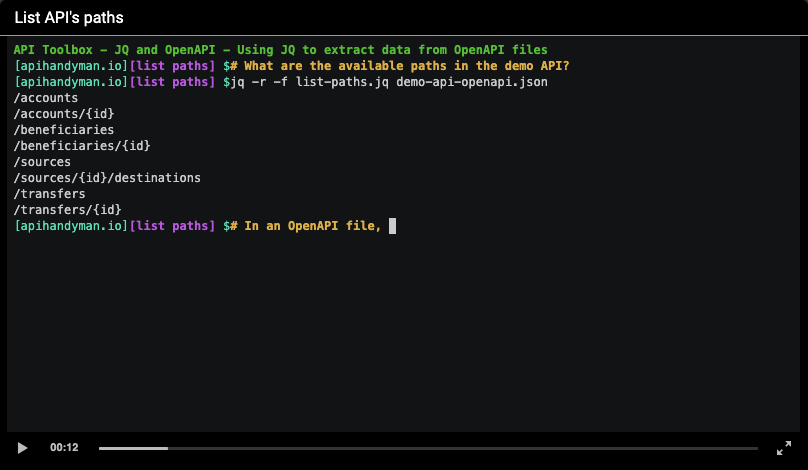 List API's paths
API Toolbox - JQ and OpenAPI - Using JQ to extract data from OpenAPI files
[apihandyman.io][list paths] $# What are the available paths in the demo API?
[apihandyman.io][list paths] $jq -r -f list-paths.jq demo-api-openapi.json
/accounts
/accounts/{id}
/beneficiaries
/beneficiaries/{id}
/sources
/sources/{id}/destinations
/transfers
/transfers/{id}
[apihandyman.io][list paths] $# In an OpenAPI file,
00:12